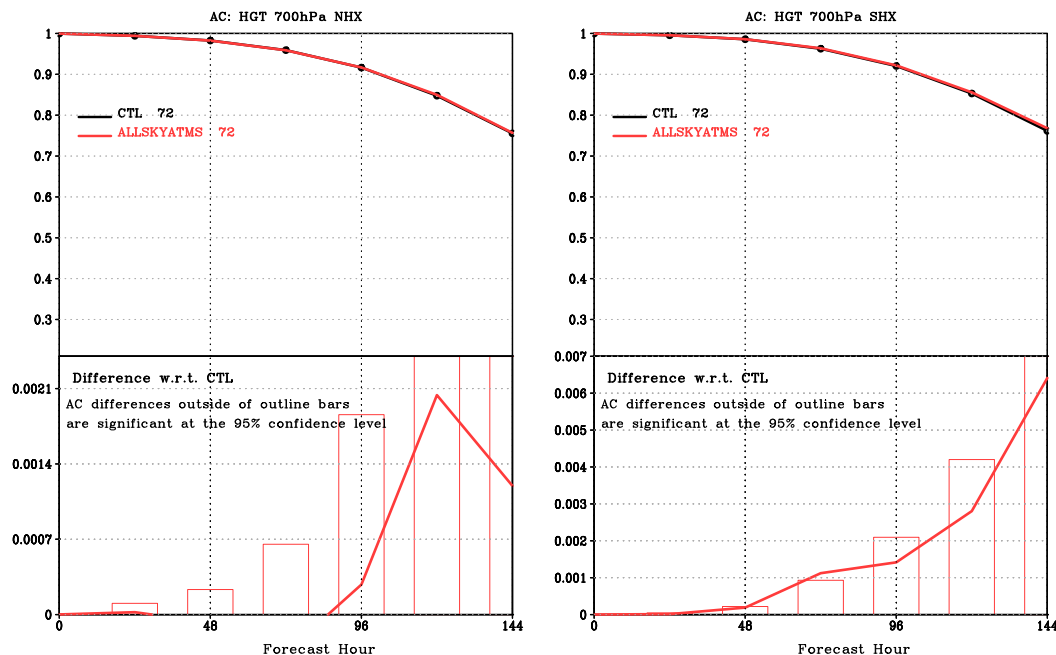 AC: HGT 700hPa NHX
1
0.9
0.8
0.7
0.6
0.5
0.4
0.3
CTL 72
ALLSKYATMS 72
Difference w.r.t. CTL
AC differences outside of outline bars
are significant at the 95% confidence level
0.0021
0.0014
0.0007
0
0 48 96 144
Forecast Hour
AC: HGT 700hPa SHX
1
0.9
0.8
0.7
0.6
0.5
0.4
0.3
CTL 72
ALLSKYATMS 72
0.007
Difference w.r.t. CTL
AC differences outside of outline bars
are significant at the 95% confidence level
0.006
0.005
0.004
0.003
0.002
0.001
0
0 48 96 144
Forecast Hour